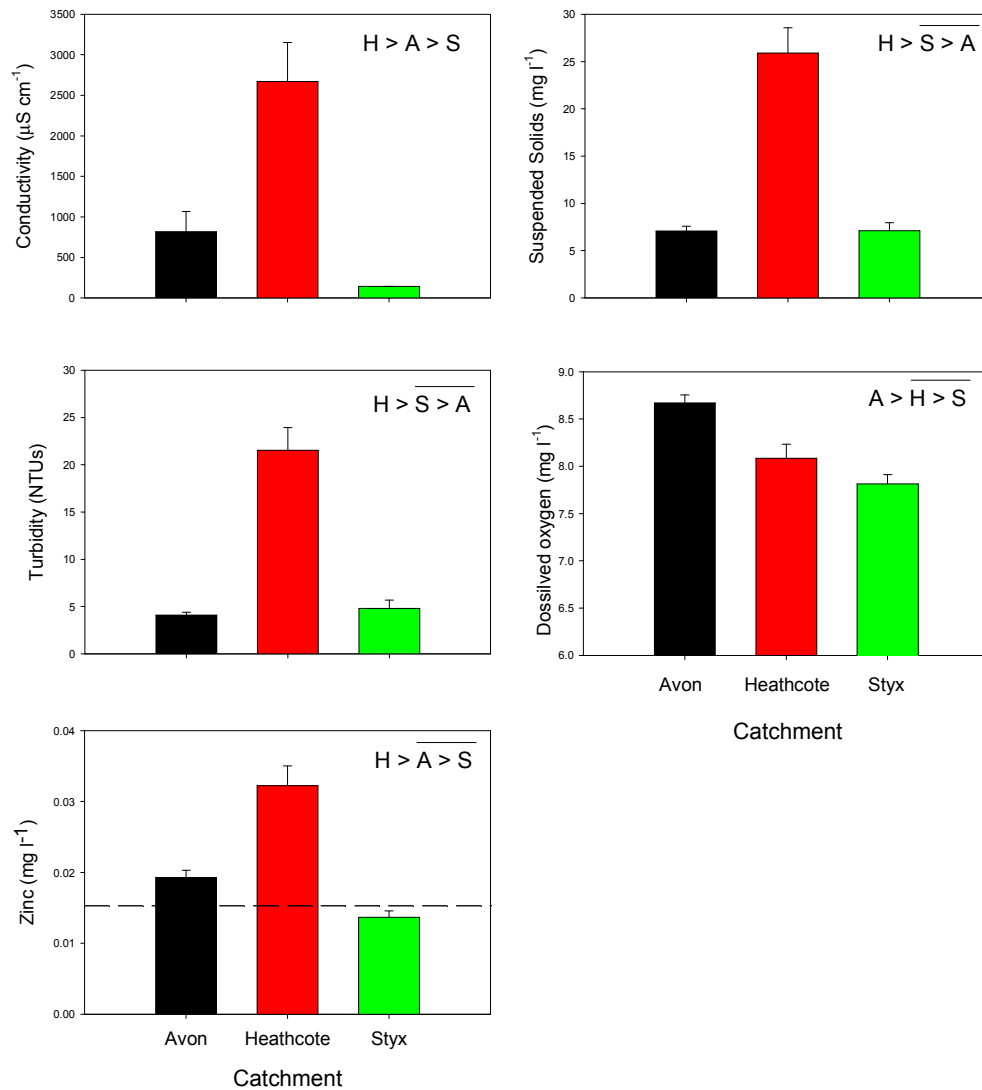 H > A > S
Conductivity (μS cm⁻¹)
3500
3000
2500
2000
1500
1000
500
0
H > S > A
Suspended Solids (mg l⁻¹)
30
25
20
15
10
5
0
H > S > A
Turbidity (NTUs)
30
25
20
15
10
5
0
A > H > S
Dossilved oxygen (mg l⁻¹)
9.0
8.5
8.0
7.5
7.0
6.5
6.0
Avon Heathcote Styx
Catchment
H > A > S
Zinc (mg l⁻¹)
0.04
0.03
0.02
0.01
0.00
Avon Heathcote Styx
Catchment